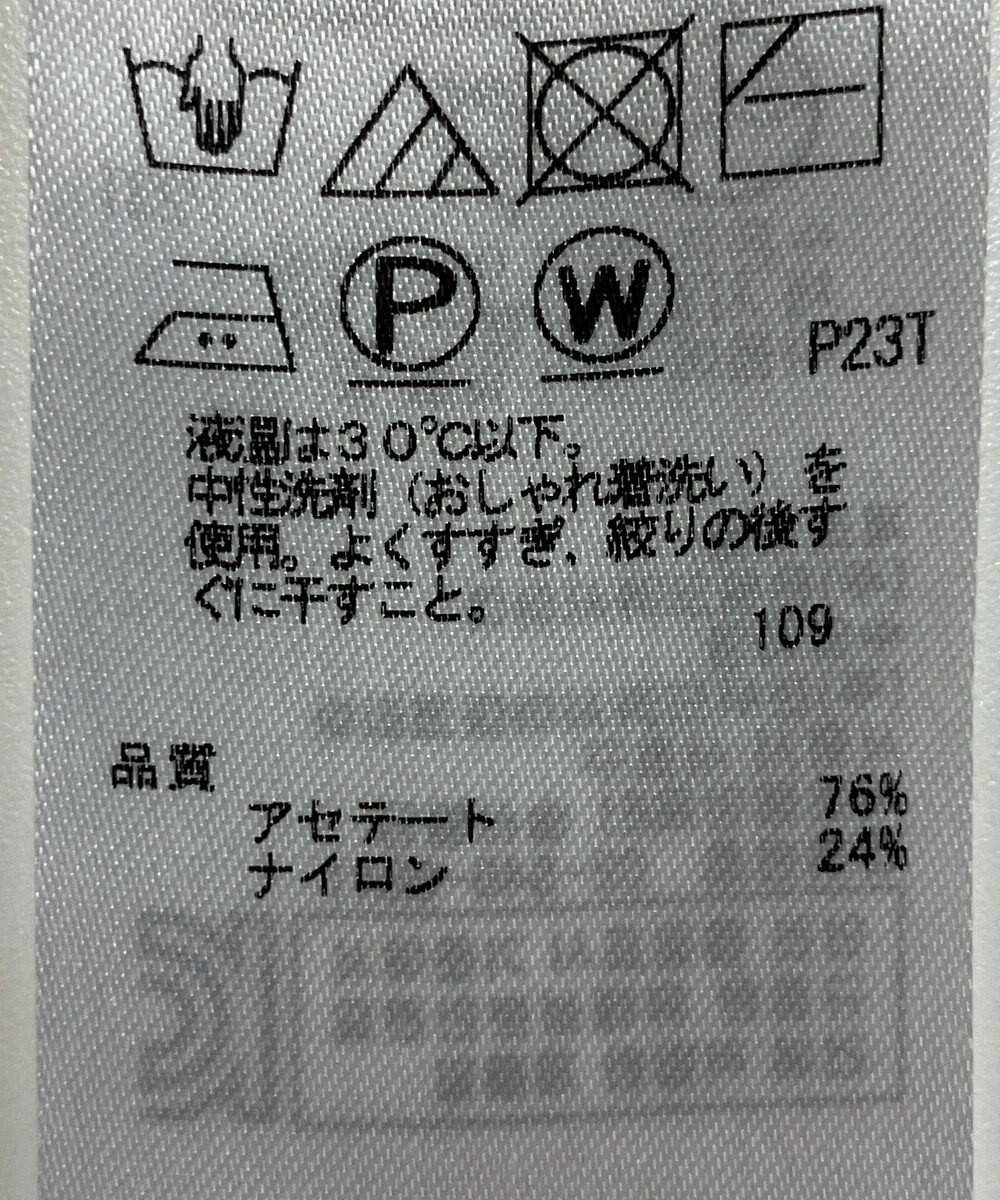 P
W
P23T
液温は30℃以下。
中性洗剤（おしゃれ着洗い）を
使用。よくすすぎ、絞りの後す
ぐに干すこと。
109
品質
アセテート 76%
ナイロン 24%